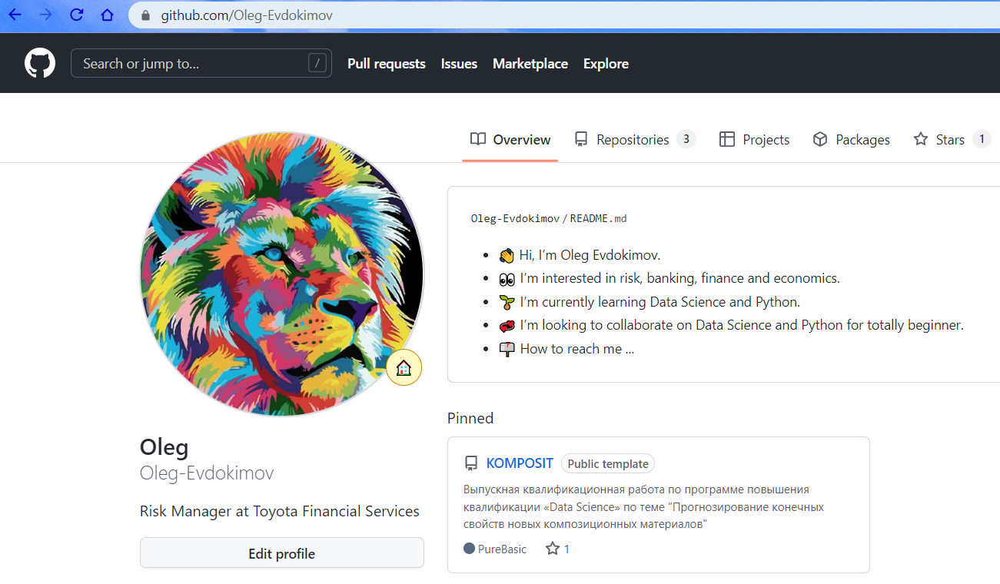 github.com/Oleg-Evdokimov
Search or jump to... /
Pull requests Issues Marketplace Explore
Overview Repositories 3 Projects Packages Stars 1
Oleg-Evdokimov / README.md
Hi, I’m Oleg Evdokimov.
I’m interested in risk, banking, finance and economics.
I’m currently learning Data Science and Python.
I’m looking to collaborate on Data Science and Python for totally beginner.
How to reach me ...
Oleg
Oleg-Evdokimov
Risk Manager at Toyota Financial Services
Edit profile
Pinned
KOMPOSIT Public template
Выпускная квалификационная работа по программе повышения
квалификации «Data Science» по теме "Прогнозирование конечных
свойств новых композиционных материалов"
PureBasic 1